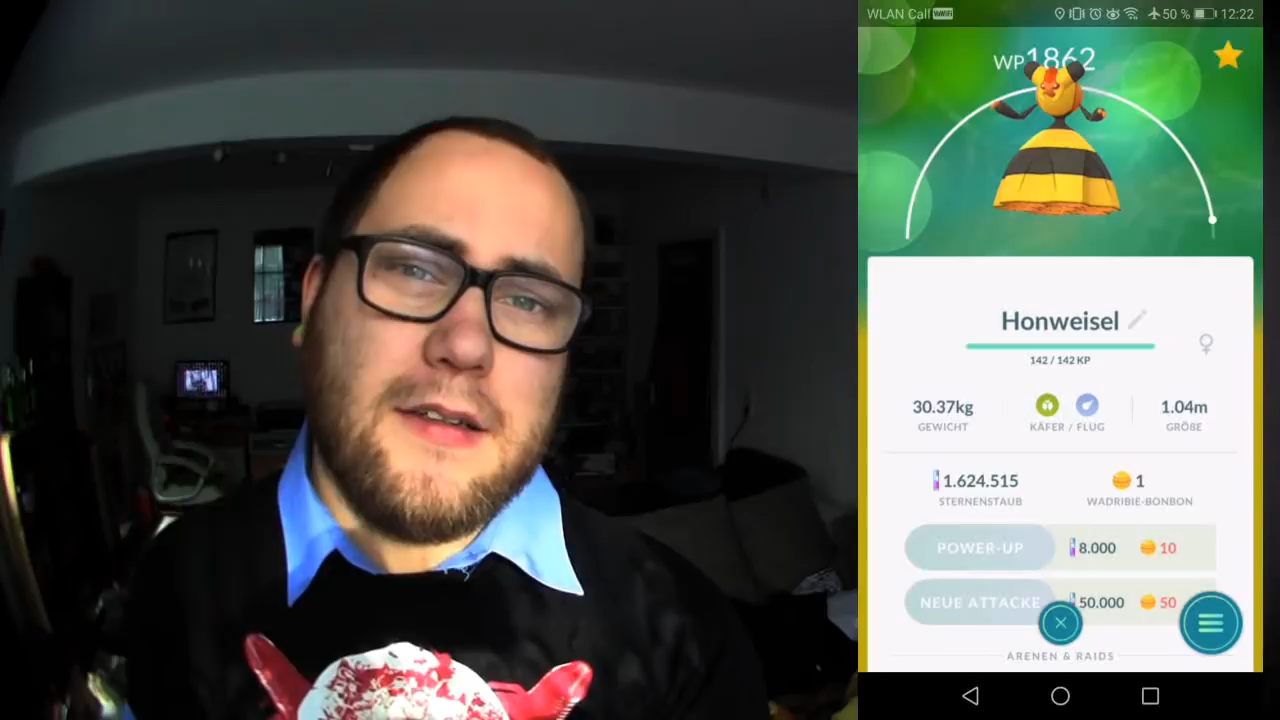 WLAN Call VoWiFi
50 % 12:22
WP1862
Honweisel
142 / 142 KP
30.37kg
GEWICHT
KÄFER / FLUG
1.04m
GRÖßE
1.624.515
STERNENSTAUB
1
WADRIBIE-BONBON
POWER-UP 8.000 10
NEUE ATTACKE 50.000 50
ARENEN & RAIDS